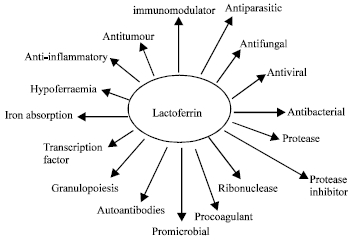 immunomodulator
Antiparasitic
Antitumour
Antifungal
Anti-inflammatory
Antiviral
Hypoferraemia
Iron absorption
Lactoferrin
Antibacterial
Protease
Transcription
factor
Protease
inhibitor
Granulopoiesis
Ribonuclease
Autoantibodies
Procoagulant
Promicrobial